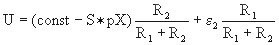 U = (const − S∗pX) R₂ / (R₁ + R₂) + ε₂ R₁ / (R₁ + R₂)